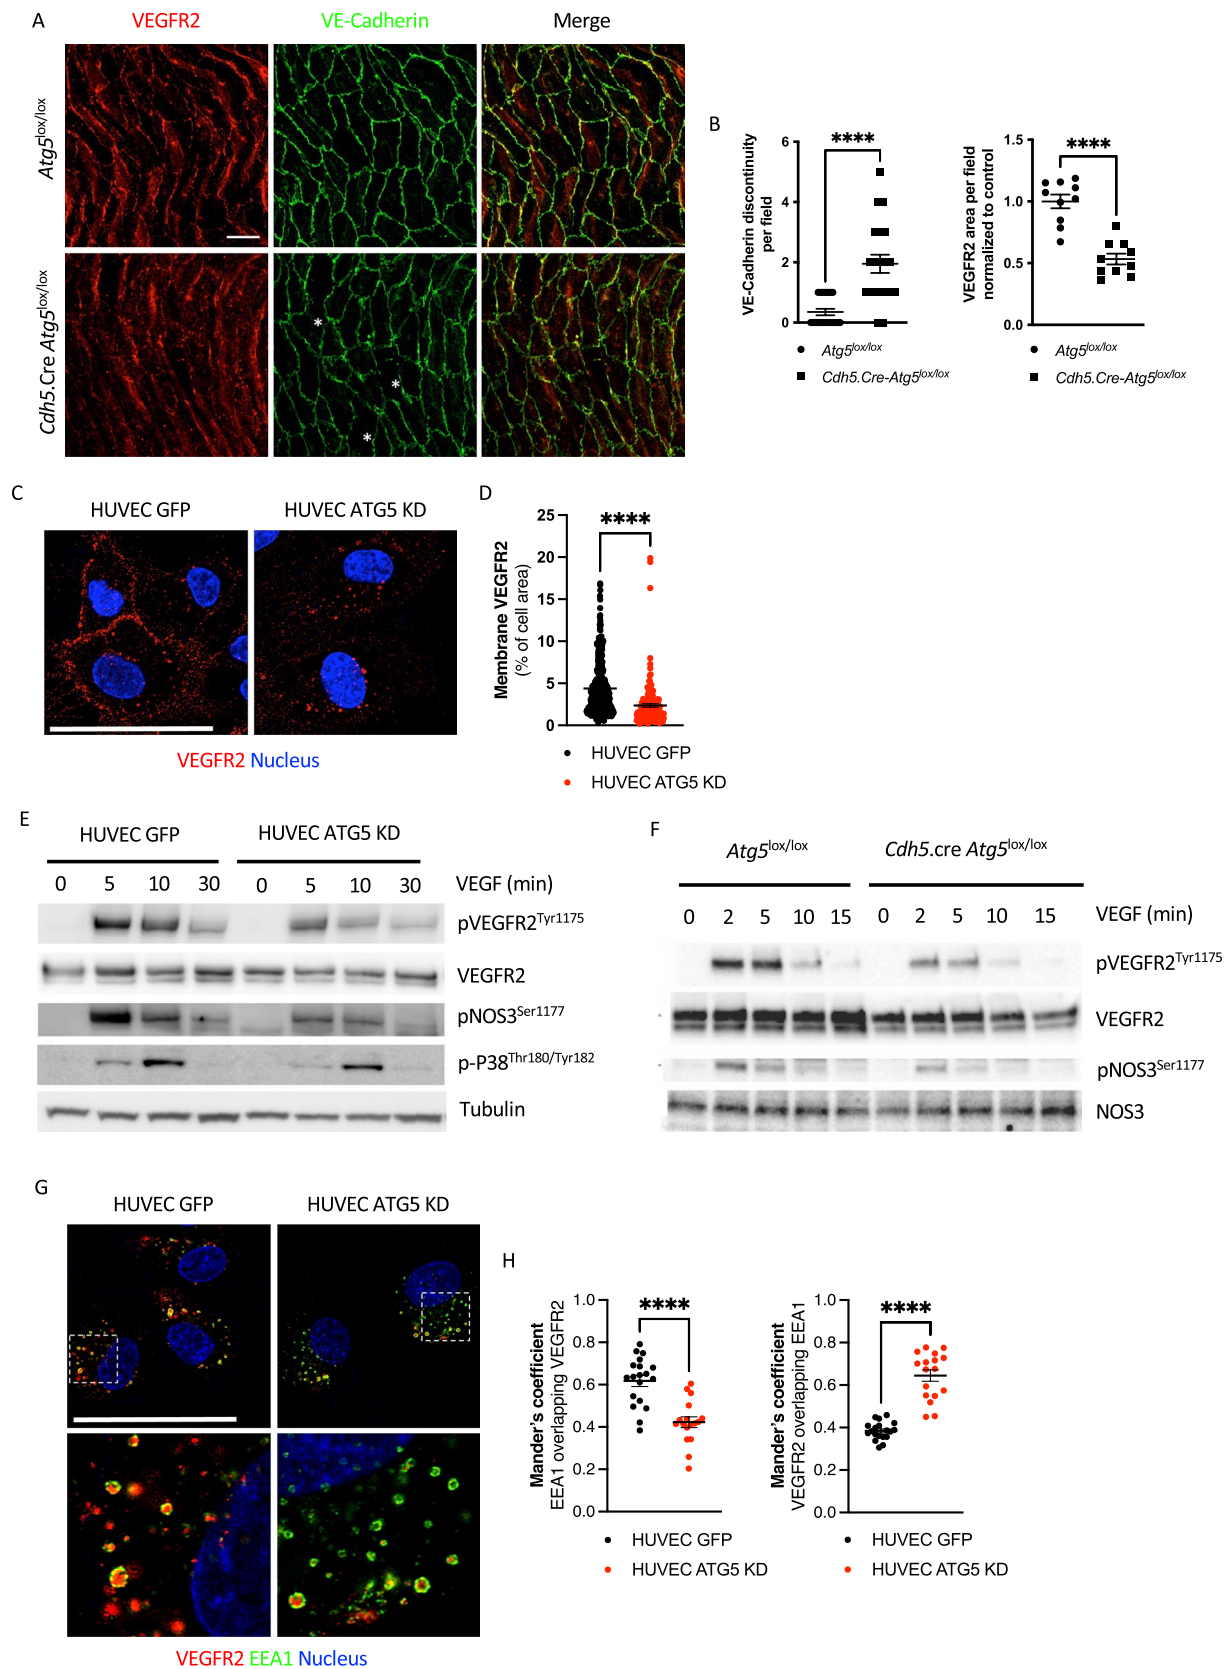 A
VEGFR2
VE-Cadherin
Merge
Atg5lox/lox
Cdh5.Cre Atg5lox/lox
*
*
*
B
VE-Cadherin discontinuity
per field
6
4
2
0
****
Atg5lox/lox
Cdh5.Cre-Atg5lox/lox
VEGFR2 area per field
normalized to control
1.5
1.0
0.5
0.0
****
Atg5lox/lox
Cdh5.Cre-Atg5lox/lox
C
HUVEC GFP
HUVEC ATG5 KD
VEGFR2 Nucleus
D
Membrane VEGFR2
(% of cell area)
25
20
15
10
5
0
****
HUVEC GFP
HUVEC ATG5 KD
E
HUVEC GFP
HUVEC ATG5 KD
0 5 10 30 0 5 10 30 VEGF (min)
pVEGFR2Tyr1175
VEGFR2
pNOS3Ser1177
p-P38Thr180/Tyr182
Tubulin
F
Atg5lox/lox
Cdh5.cre Atg5lox/lox
0 2 5 10 15 0 2 5 10 15 VEGF (min)
pVEGFR2Tyr1175
VEGFR2
pNOS3Ser1177
NOS3
G
HUVEC GFP
HUVEC ATG5 KD
VEGFR2 EEA1 Nucleus
H
Mander's coefficient
EEA1 overlapping VEGFR2
1.0
0.8
0.6
0.4
0.2
0.0
****
HUVEC GFP
HUVEC ATG5 KD
Mander's coefficient
VEGFR2 overlapping EEA1
1.0
0.8
0.6
0.4
0.2
0.0
****
HUVEC GFP
HUVEC ATG5 KD